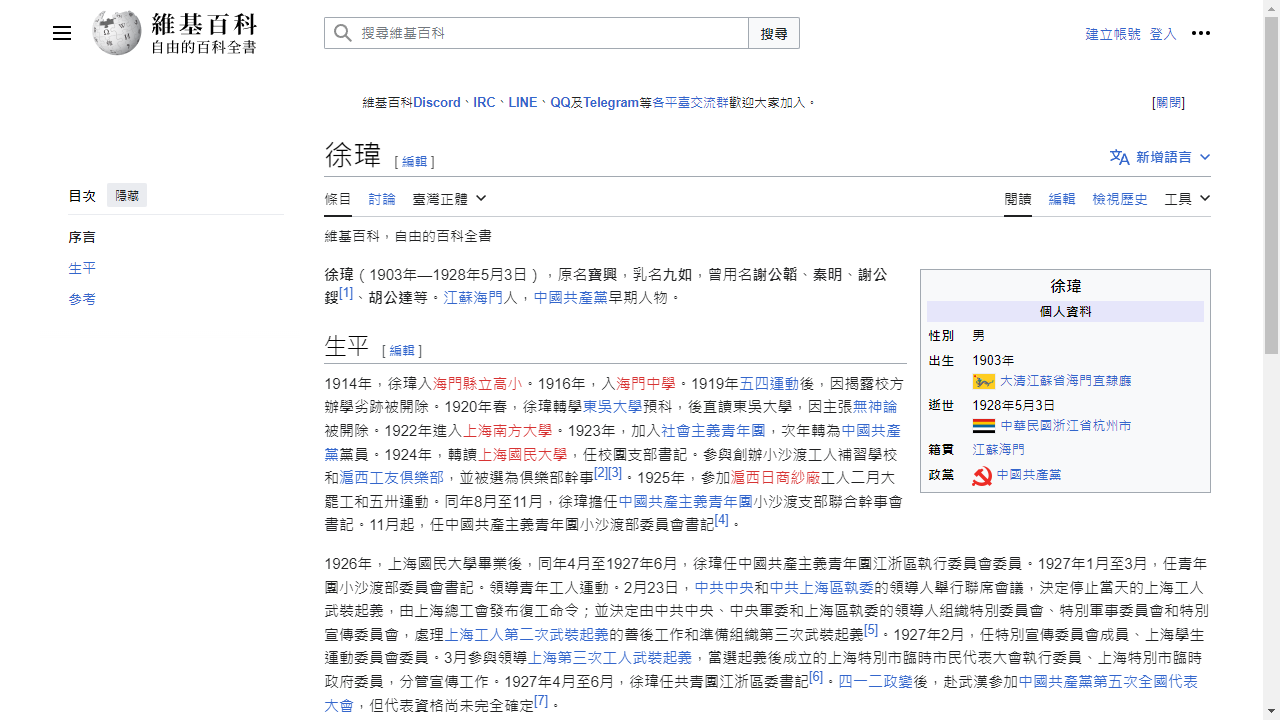 維基百科
自由的百科全書
搜尋維基百科
搜尋
建立帳號 登入
維基百科Discord、IRC、LINE、QQ及Telegram等各平臺交流群歡迎大家加入。
[關閉]
徐瑋 [ 編輯 ]
新增語言
目次 隱藏
序言
生平
參考
條目 討論 臺灣正體
閱讀 編輯 檢視歷史 工具
維基百科，自由的百科全書
徐瑋（1903年—1928年5月3日），原名寶興，乳名九如，曾用名謝公韜、秦明、謝公
鍰[1]、胡公達等。江蘇海門人，中國共產黨早期人物。
徐瑋
個人資料
性別 男
出生 1903年
大清江蘇省海門直隸廳
逝世 1928年5月3日
中華民國浙江省杭州市
籍貫 江蘇海門
政黨 中國共產黨
生平 [ 編輯 ]
1914年，徐瑋入海門縣立高小。1916年，入海門中學。1919年五四運動後，因揭露校方
辦學劣跡被開除。1920年春，徐瑋轉學東吳大學預科，後直讀東吳大學，因主張無神論
被開除。1922年進入上海南方大學。1923年，加入社會主義青年團，次年轉為中國共產
黨黨員。1924年，轉讀上海國民大學，任校團支部書記。參與創辦小沙渡工人補習學校
和滬西工友俱樂部，並被選為俱樂部幹事[2][3]。1925年，參加滬西日商紗廠工人二月大
罷工和五卅運動。同年8月至11月，徐瑋擔任中國共產主義青年團小沙渡支部聯合幹事會
書記。11月起，任中國共產主義青年團小沙渡部委員會書記[4]。
1926年，上海國民大學畢業後，同年4月至1927年6月，徐瑋任中國共產主義青年團江浙區執行委員會委員。1927年1月至3月，任青年
團小沙渡部委員會書記。領導青年工人運動。2月23日，中共中央和中共上海區執委的領導人舉行聯席會議，決定停止當天的上海工人
武裝起義，由上海總工會發布復工命令；並決定由中共中央、中央軍委和上海區執委的領導人組織特別委員會、特別軍事委員會和特別
宣傳委員會，處理上海工人第二次武裝起義的善後工作和準備組織第三次武裝起義[5]。1927年2月，任特別宣傳委員會成員、上海學生
運動委員會委員。3月參與領導上海第三次工人武裝起義，當選起義後成立的上海特別市臨時市民代表大會執行委員、上海特別市臨時
政府委員，分管宣傳工作。1927年4月至6月，徐瑋任共青團江浙區委書記[6]。四一二政變後，赴武漢參加中國共產黨第五次全國代表
大會，但代表資格尚未完全確定[7]。